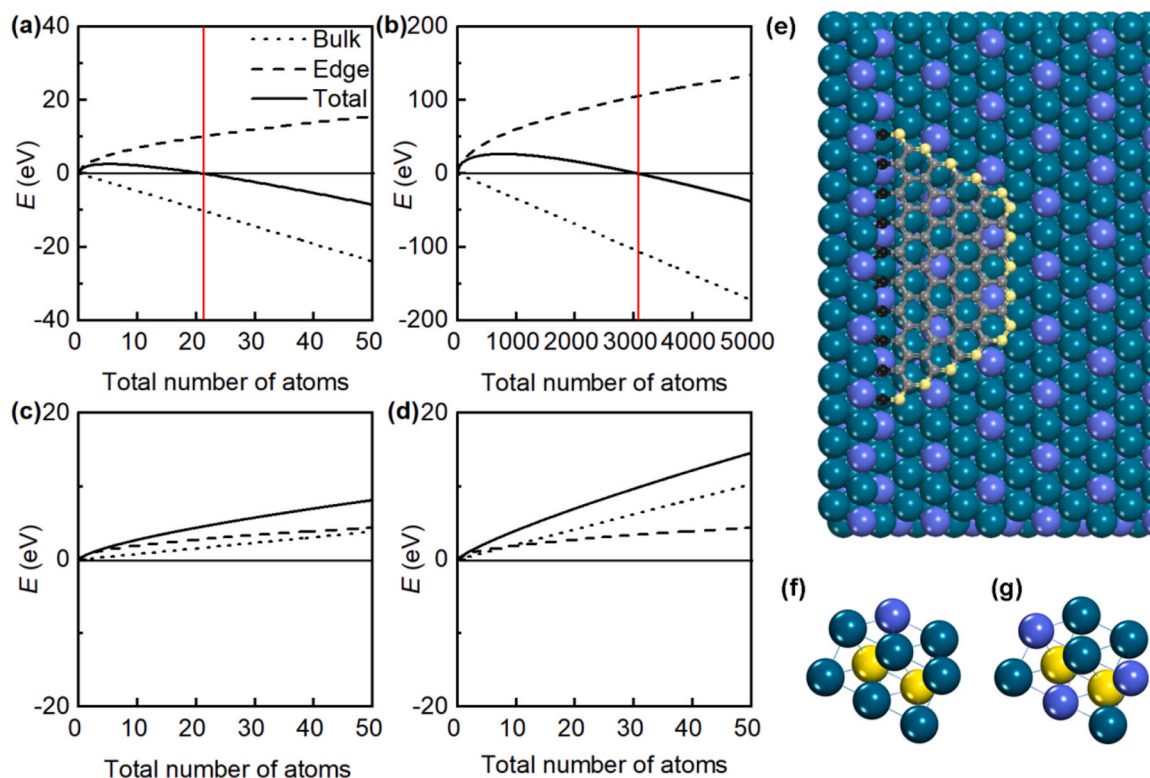 (a)
40
20
0
-20
-40
E (eV)
0 10 20 30 40 50
Total number of atoms
Bulk
Edge
Total
(b)
200
100
0
-100
-200
E (eV)
0 1000 2000 3000 4000 5000
Total number of atoms
(c)
20
0
-20
E (eV)
0 10 20 30 40 50
Total number of atoms
(d)
20
0
-20
E (eV)
0 10 20 30 40 50
Total number of atoms
(e)
(f)
(g)